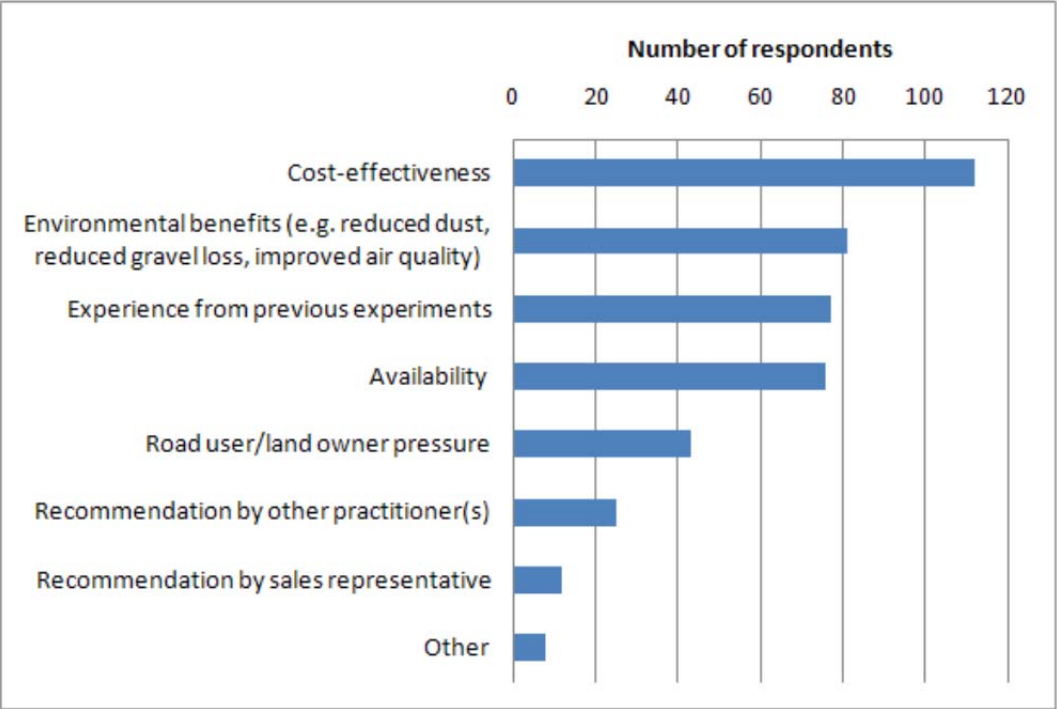 Number of respondents
0 20 40 60 80 100 120
Cost-effectiveness
Environmental benefits (e.g. reduced dust,
reduced gravel loss, improved air quality)
Experience from previous experiments
Availability
Road user/land owner pressure
Recommendation by other practitioner(s)
Recommendation by sales representative
Other